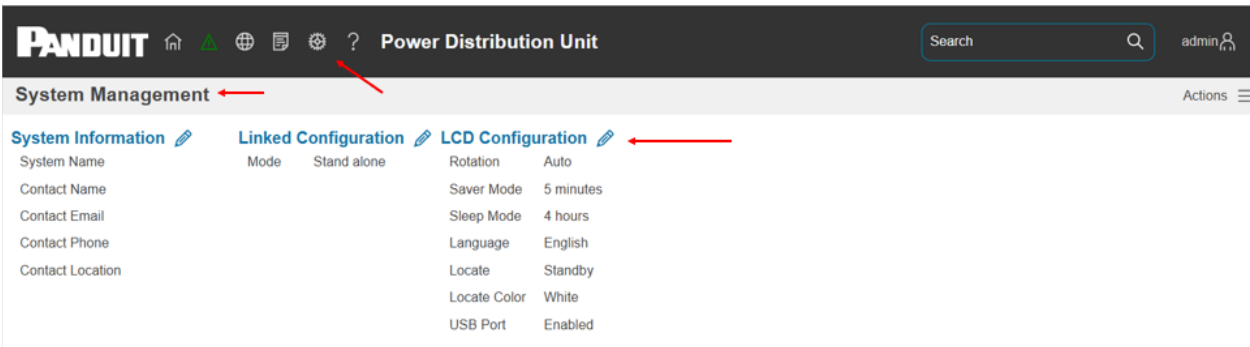 PANDUIT ? Power Distribution Unit Search admin
System Management Actions
System Information Linked Configuration LCD Configuration
System Name Mode Stand alone Rotation Auto
Contact Name Saver Mode 5 minutes
Contact Email Sleep Mode 4 hours
Contact Phone Language English
Contact Location Locate Standby
Locate Color White
USB Port Enabled